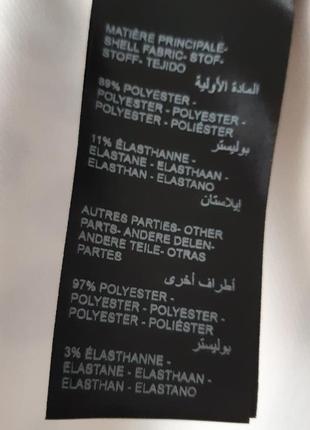 MATIÈRE PRINCIPALE-
SHELL FABRIC- STOF-
STOFF- TEJIDO
المادة الأولية
89% POLYESTER -
POLYESTER - POLYESTER -
POLYESTER - POLIÉSTER
بوليستر
11% ÉLASTHANNE -
ELASTANE - ELASTHAAN -
ELASTHAN - ELASTANO
إيلاستان
AUTRES PARTIES- OTHER
PARTS- ANDERE DELEN-
ANDERE TEILE- OTRAS
PARTES
أطراف أخرى
97% POLYESTER -
POLYESTER - POLYESTER -
POLYESTER - POLIÉSTER
بوليستر
3% ÉLASTHANNE -
ELASTANE - ELASTHAAN -
ELASTHAN - ELASTANO